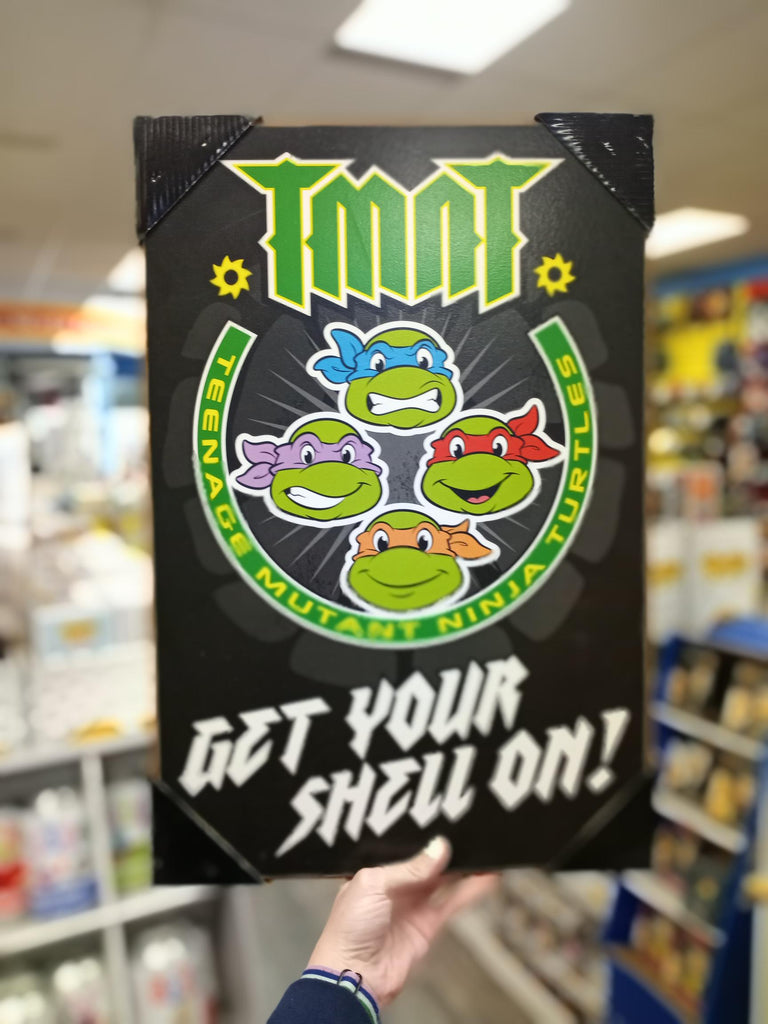 TMNT
TEENAGE MUTANT NINJA TURTLES
GET YOUR
SHELL ON!